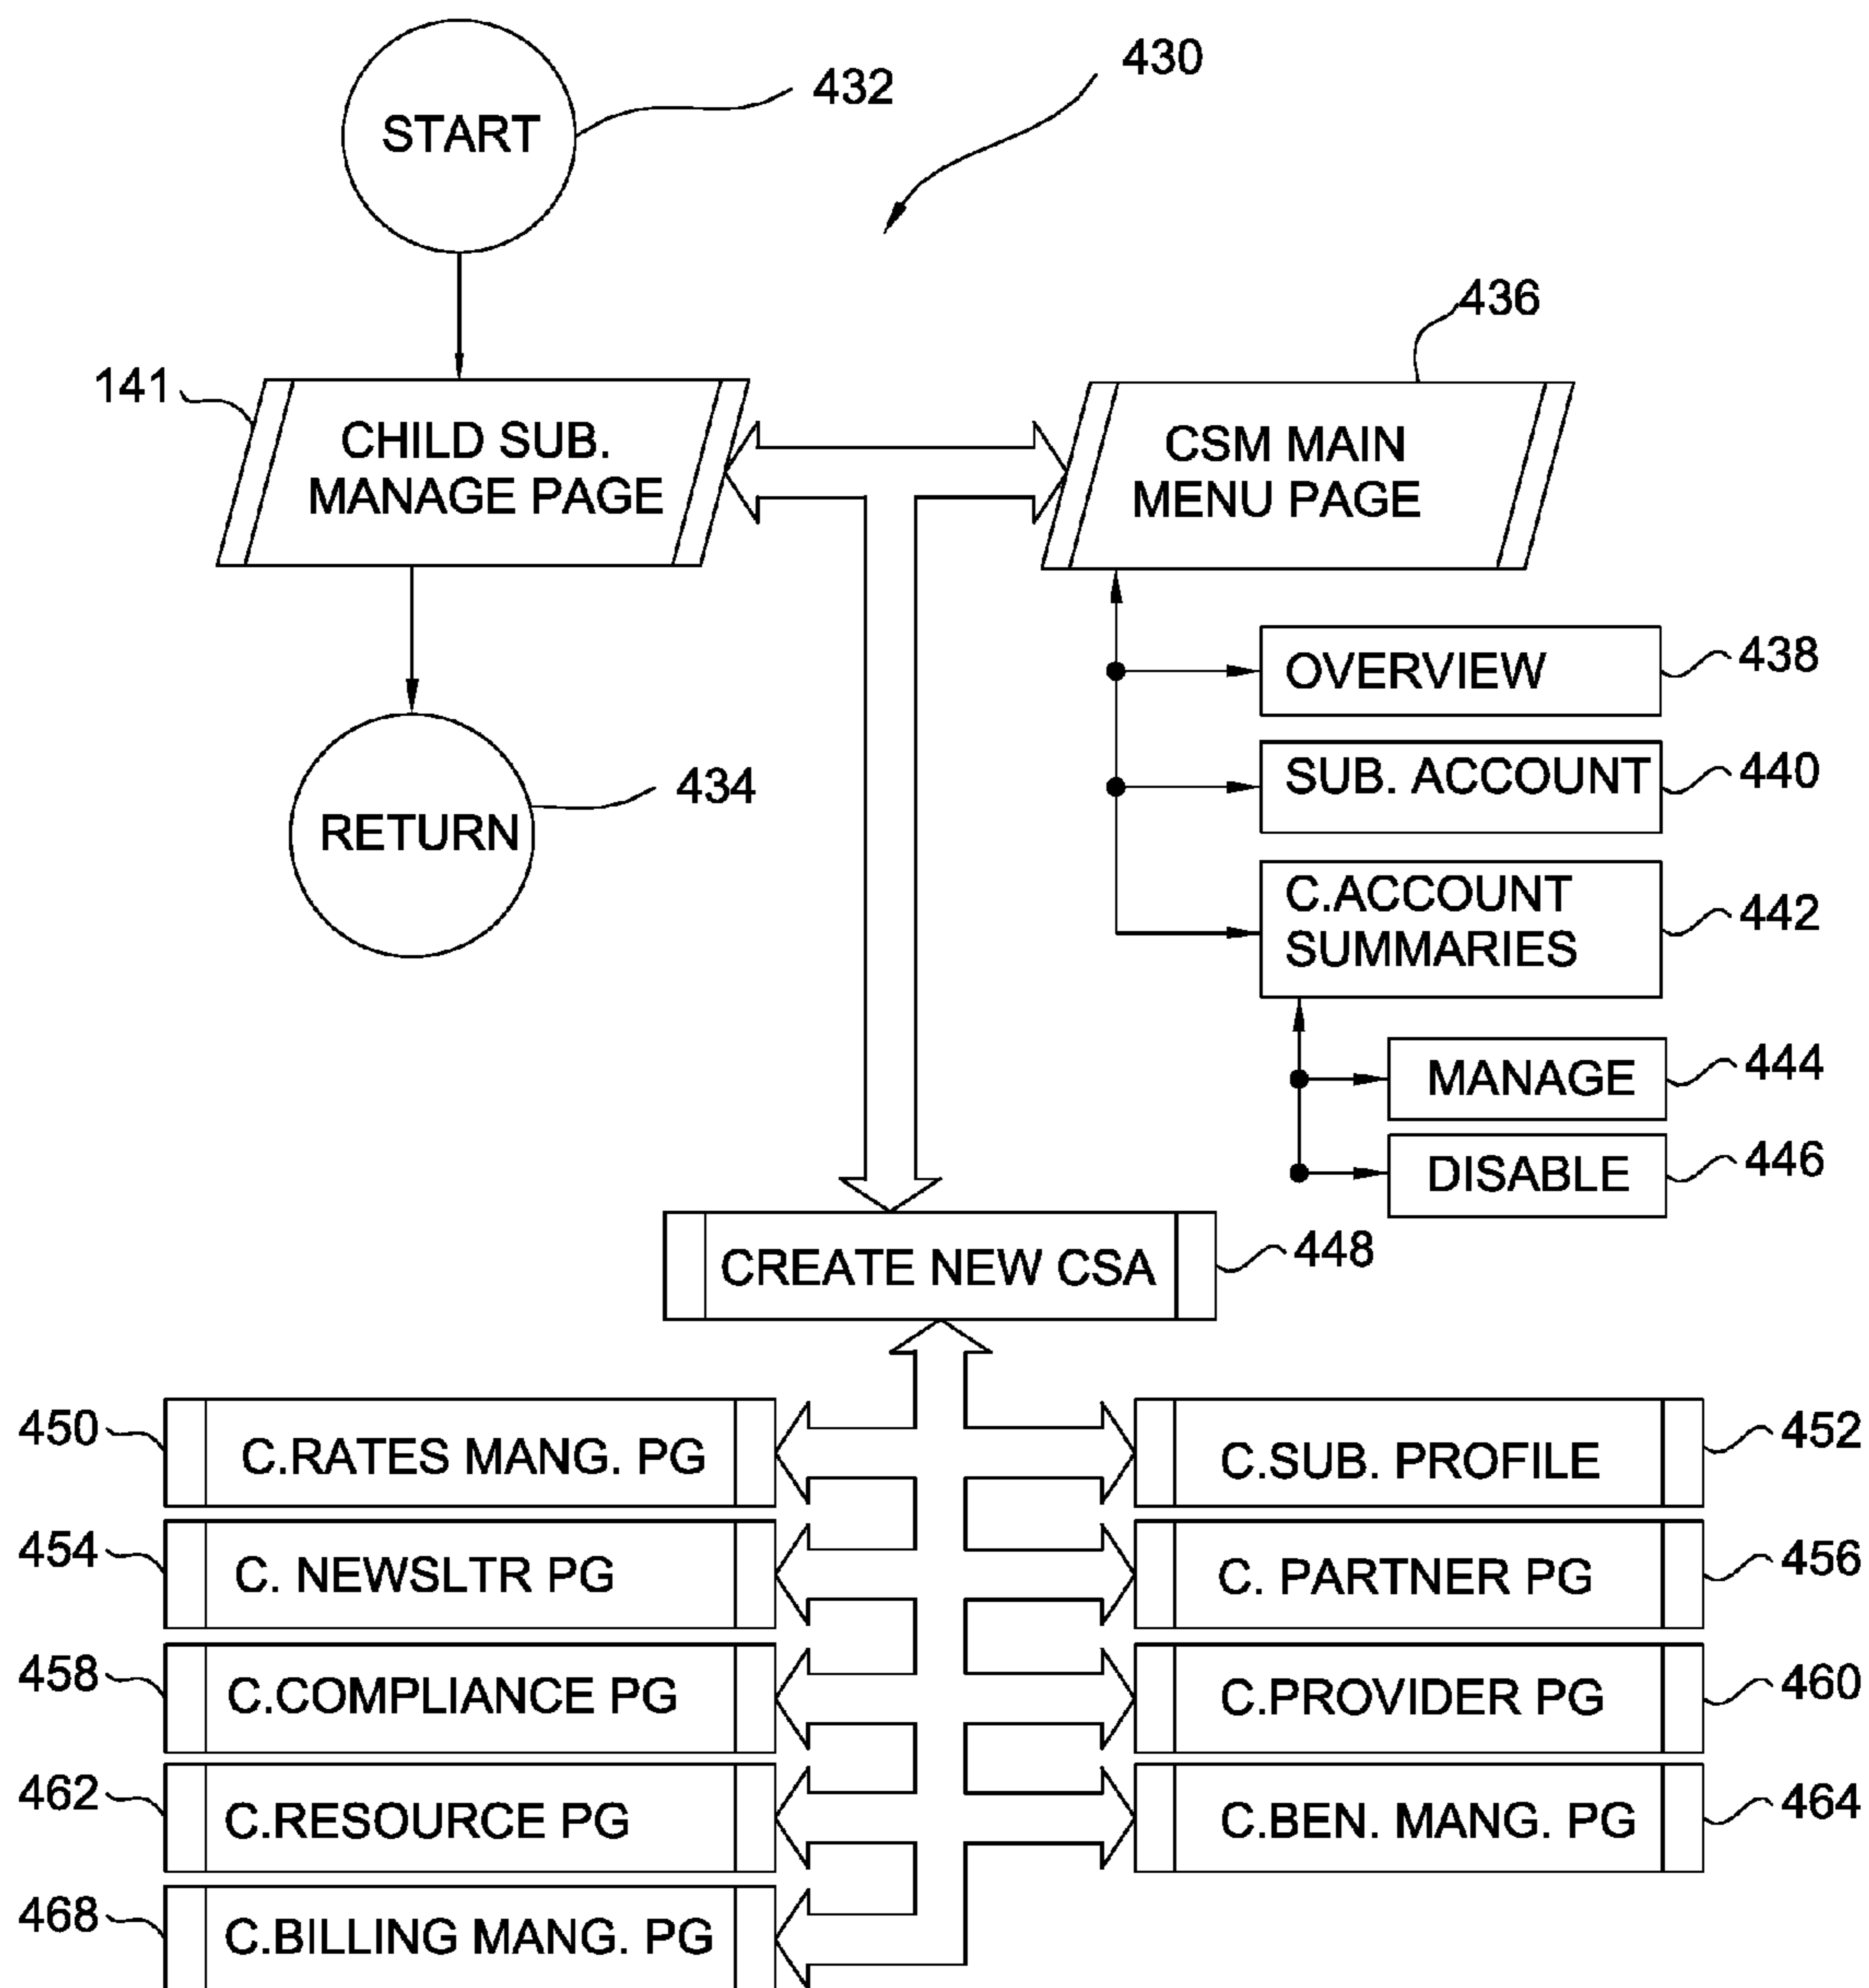 START
432
430
141
CHILD SUB.
MANAGE PAGE
436
CSM MAIN
MENU PAGE
OVERVIEW
438
SUB. ACCOUNT
440
434
RETURN
C.ACCOUNT
SUMMARIES
442
MANAGE
444
DISABLE
446
CREATE NEW CSA
448
450
C.RATES MANG. PG
C.SUB. PROFILE
452
454
C. NEWSLTR PG
C. PARTNER PG
456
458
C.COMPLIANCE PG
C.PROVIDER PG
460
462
C.RESOURCE PG
C.BEN. MANG. PG
464
468
C.BILLING MANG. PG